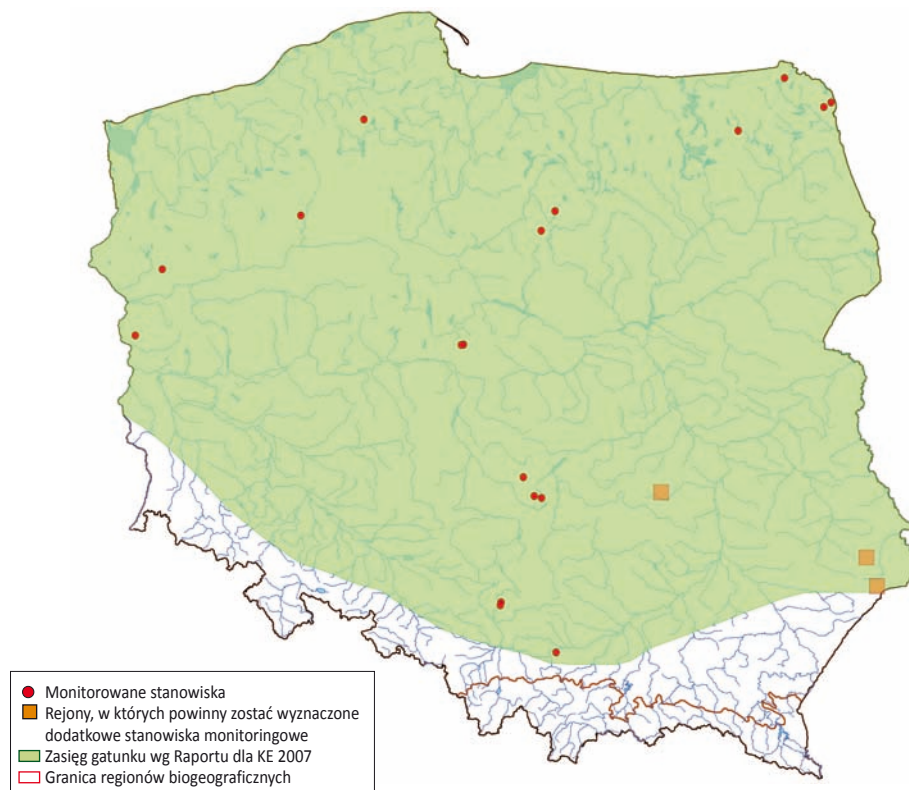 Monitorowane stanowiska
Rejony, w których powinny zostać wyznaczone
dodatkowe stanowiska monitoringowe
Zasięg gatunku wg Raportu dla KE 2007
Granica regionów biogeograficznych